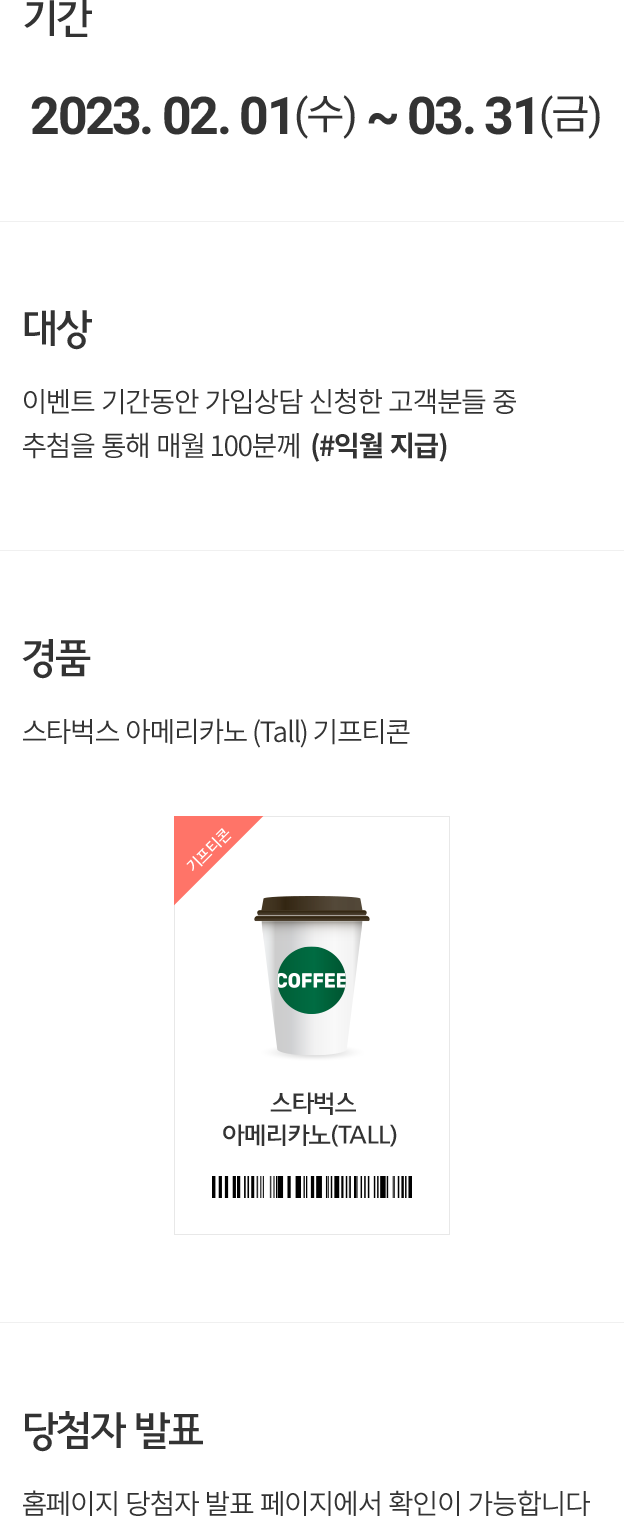 기간
2023. 02. 01(수) ~ 03. 31(금)
대상
이벤트 기간동안 가입상담 신청한 고객분들 중
추첨을 통해 매월 100분께 (#익월 지급)
경품
스타벅스 아메리카노 (Tall) 기프티콘
기프티콘
COFFEE
스타벅스
아메리카노(TALL)
당첨자 발표
홈페이지 당첨자 발표 페이지에서 확인이 가능합니다